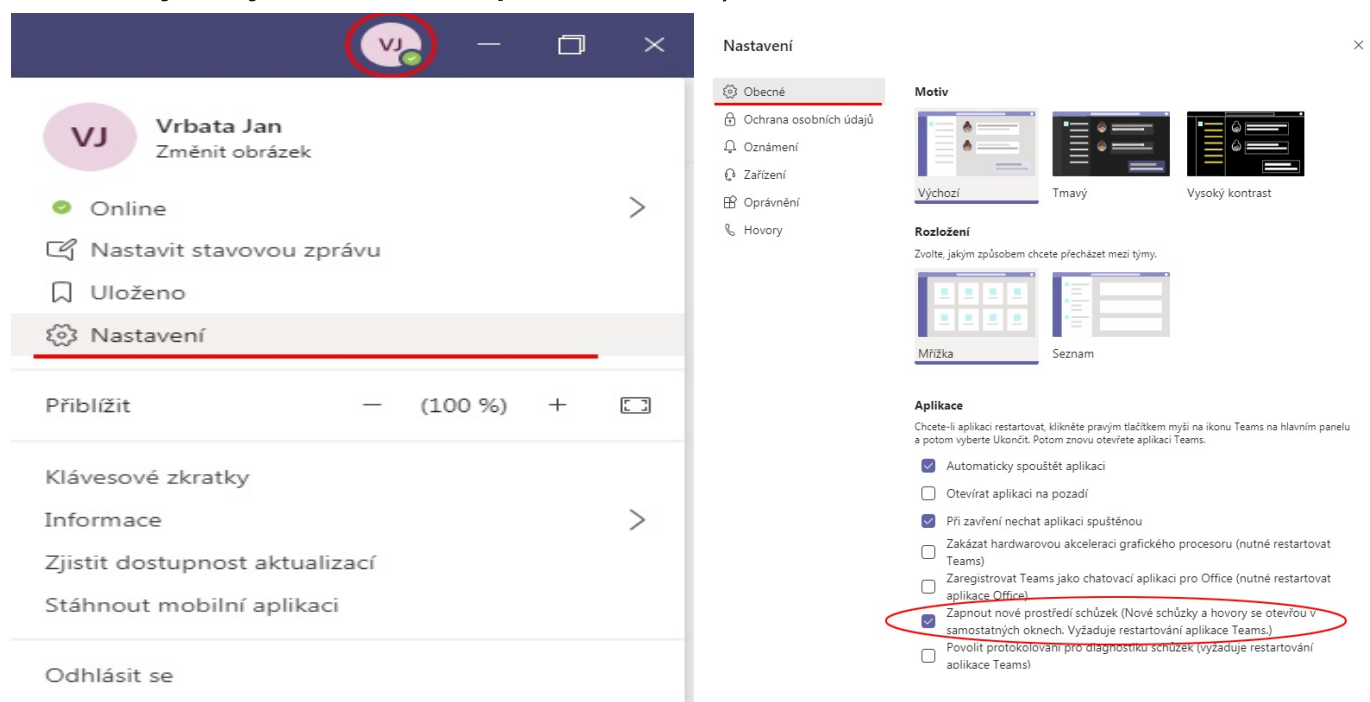 VJ
VJ
Vrbata Jan
Změnit obrázek
Online
Nastavit stavovou zprávu
Uloženo
Nastavení
Přiblížit
(100 %)
Klávesové zkratky
Informace
Zjistit dostupnost aktualizací
Stáhnout mobilní aplikaci
Odhlásit se
Nastavení
Obecné
Ochrana osobních údajů
Oznámení
Zařízení
Oprávnění
Hovory
Motiv
Výchozí
Tmavý
Vysoký kontrast
Rozložení
Zvolte, jakým způsobem chcete přecházet mezi týmy.
Mřížka
Seznam
Aplikace
Chcete-li aplikaci restartovat, klikněte pravým tlačítkem myši na ikonu Teams na hlavním panelu
a potom vyberte Ukončit. Potom znovu otevřete aplikaci Teams.
Automaticky spouštět aplikaci
Otevírat aplikaci na pozadí
Při zavření nechat aplikaci spuštěnou
Zakázat hardwarovou akceleraci grafického procesoru (nutné restartovat
Teams)
Zaregistrovat Teams jako chatovací aplikaci pro Office (nutné restartovat
aplikace Office)
Zapnout nové prostředí schůzek (Nové schůzky a hovory se otevřou v
samostatných oknech. Vyžaduje restartování aplikace Teams.)
Povolit protokolování pro diagnostiku schůzek (vyžaduje restartování
aplikace Teams)